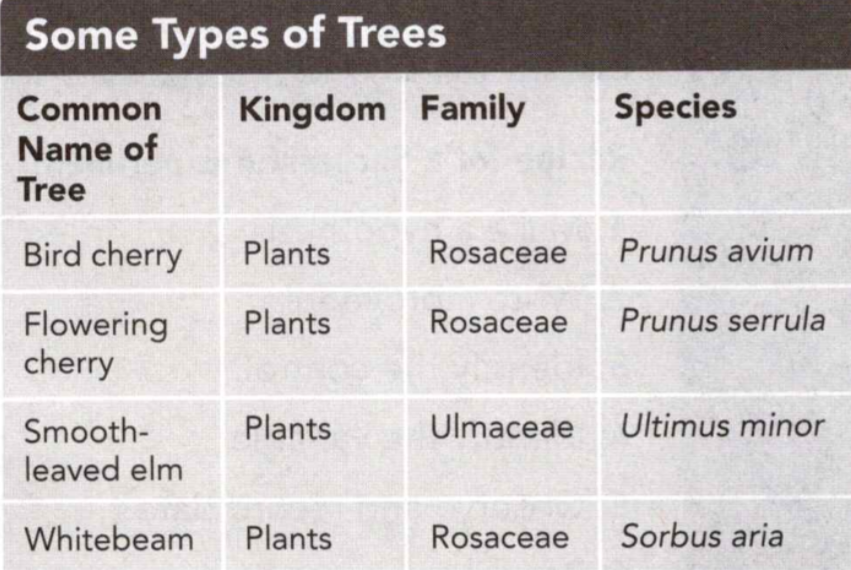 Some Types of Trees
Common Name of Tree Kingdom Family Species
Bird cherry Plants Rosaceae Prunus avium
Flowering cherry Plants Rosaceae Prunus serrula
Smooth-leaved elm Plants Ulmaceae Ultimus minor
Whitebeam Plants Rosaceae Sorbus aria